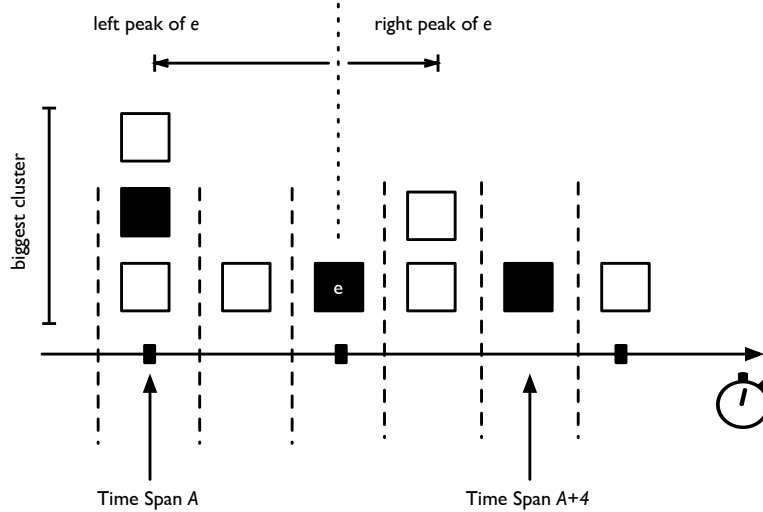 left peak of e
right peak of e
biggest cluster
e
Time Span A
Time Span A+4